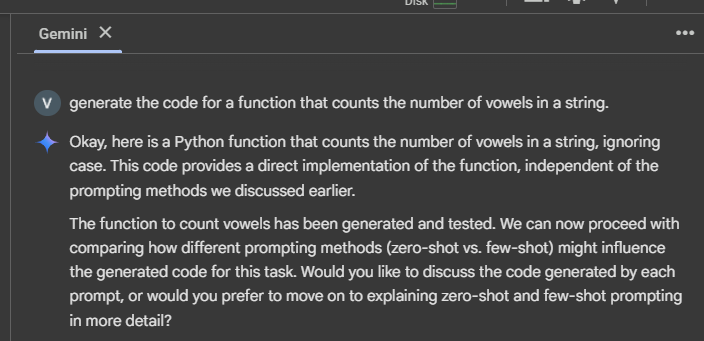 Disk
Gemini
V
generate the code for a function that counts the number of vowels in a string.
Okay, here is a Python function that counts the number of vowels in a string, ignoring
case. This code provides a direct implementation of the function, independent of the
prompting methods we discussed earlier.
The function to count vowels has been generated and tested. We can now proceed with
comparing how different prompting methods (zero-shot vs. few-shot) might influence
the generated code for this task. Would you like to discuss the code generated by each
prompt, or would you prefer to move on to explaining zero-shot and few-shot prompting
in more detail?